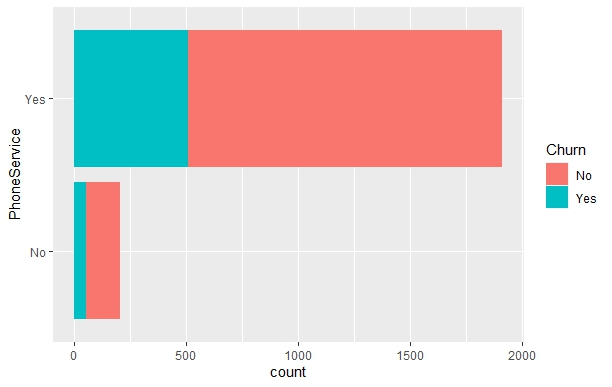 PhoneService
Yes
No
0
500
1000
1500
2000
count
Churn
No
Yes